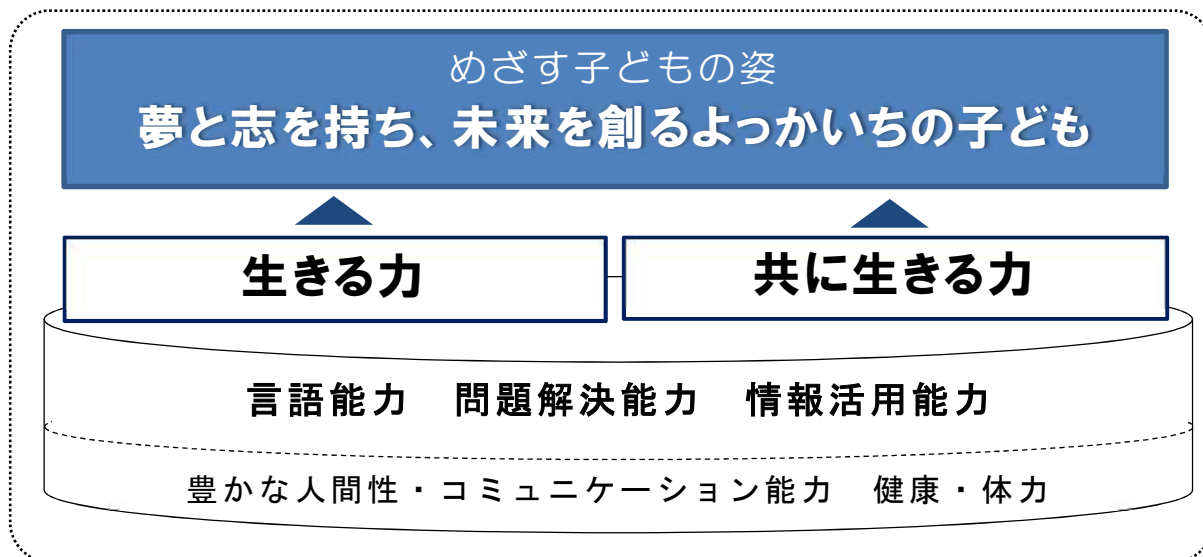 めざす子どもの姿
夢と志を持ち、未来を創るよっかいちの子ども
生きる力
共に生きる力
言語能力　問題解決能力　情報活用能力
豊かな人間性・コミュニケーション能力　健康・体力